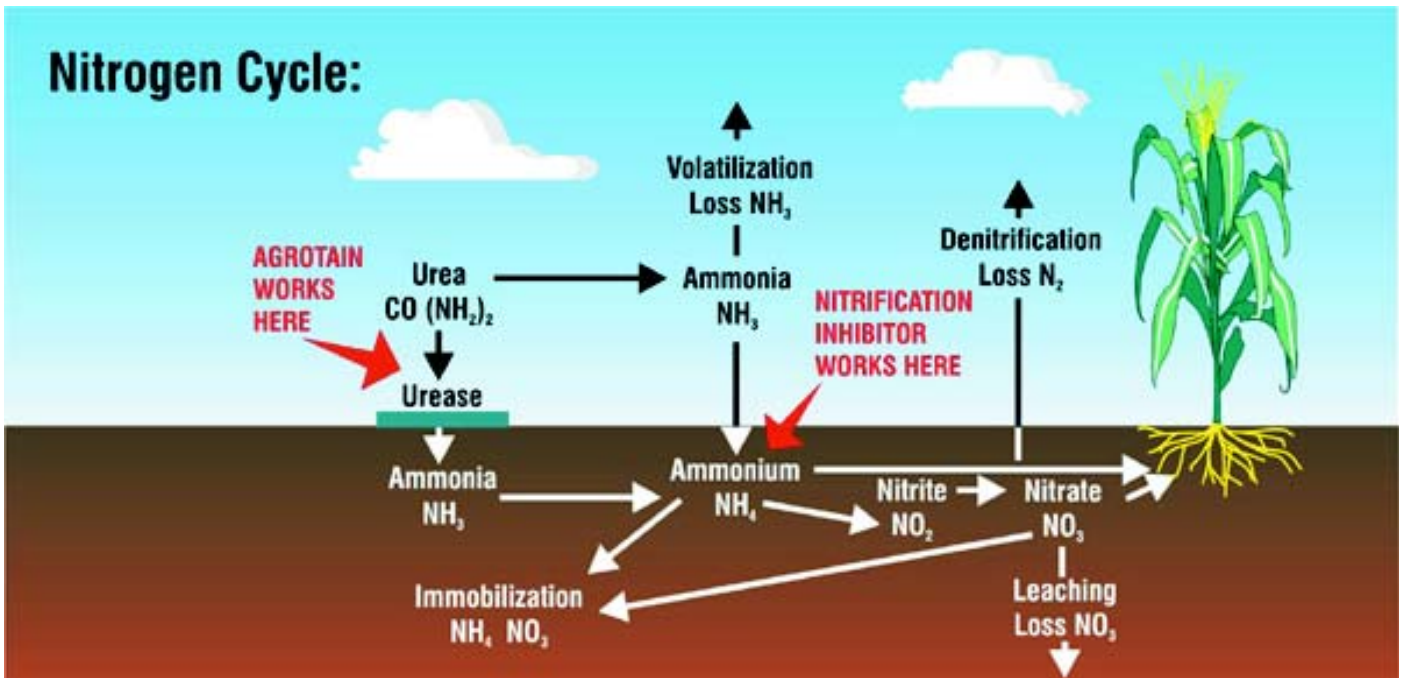 Nitrogen Cycle:
Volatilization
Loss NH₃
Denitrification
Loss N₂
AGROTAIN
WORKS
HERE
Urea
CO (NH₂)₂
Ammonia
NH₃
NITRIFICATION
INHIBITOR
WORKS HERE
Urease
Ammonia
NH₃
Ammonium
NH₄
Nitrite
NO₂
Nitrate
NO₃
Immobilization
NH₄ NO₃
Leaching
Loss NO₃